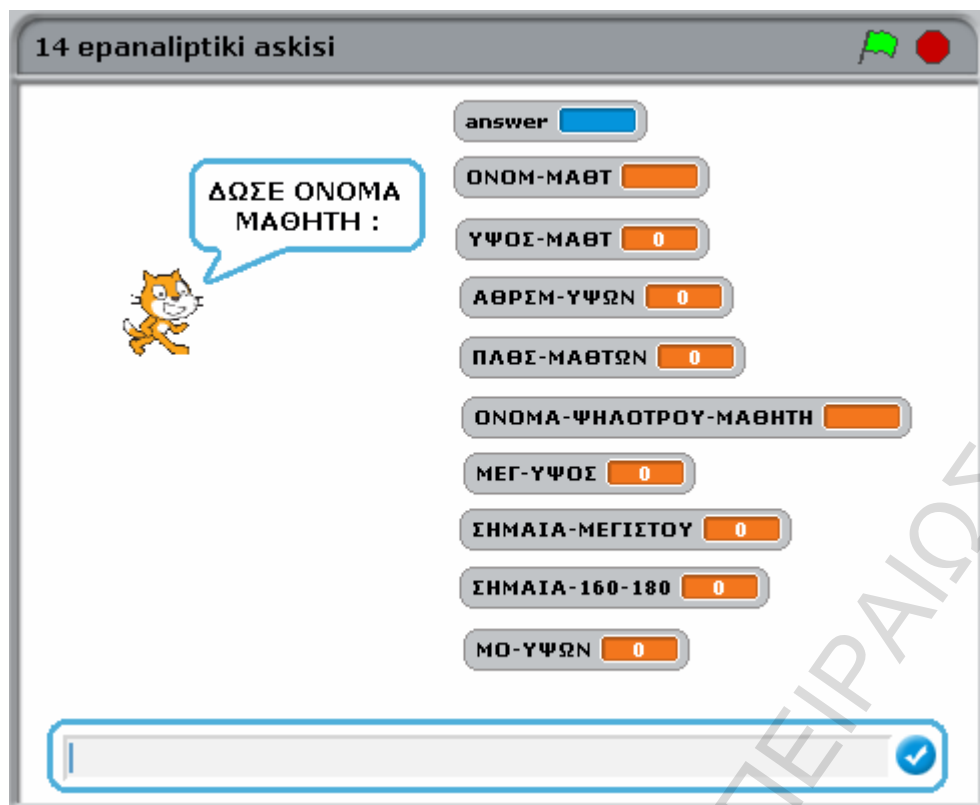 14 epanaliptiki askisi
answer
ΔΩΣΕ ΟΝΟΜΑ
ΜΑΘΗΤΗ :
ΟΝΟΜ-ΜΑΘΤ
ΥΨΟΣ-ΜΑΘΤ 0
ΑΘΡΣΜ-ΥΨΩΝ 0
ΠΛΘΣ-ΜΑΘΤΩΝ 0
ΟΝΟΜΑ-ΨΗΛΟΤΡΟΥ-ΜΑΘΗΤΗ
ΜΕΓ-ΥΨΟΣ 0
ΣΗΜΑΙΑ-ΜΕΓΙΣΤΟΥ 0
ΣΗΜΑΙΑ-160-180 0
ΜΟ-ΥΨΩΝ 0
ΠΕΙΡΑΙΩΣ